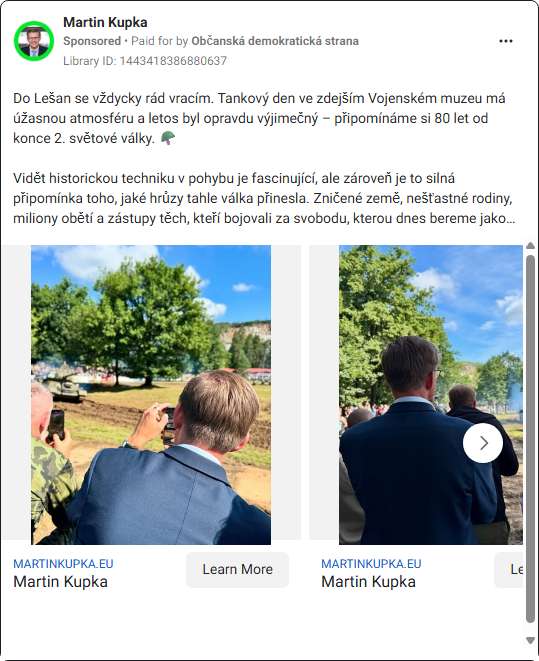 Martin Kupka
Sponsored • Paid for by Občanská demokratická strana
Library ID: 1443418386880637
Do Lešan se vždycky rád vracím. Tankový den ve zdejším Vojenském muzeu má
úžasnou atmosféru a letos byl opravdu výjimečný – připomínáme si 80 let od
konce 2. světové války. 🪖
Vidět historickou techniku v pohybu je fascinující, ale zároveň je to silná
připomínka toho, jaké hrůzy tahle válka přinesla. Zničené země, nešťastné rodiny,
miliony obětí a zástupy těch, kteří bojovali za svobodu, kterou dnes bereme jako...
MARTINKUPKA.EU
Martin Kupka
Learn More
MARTINKUPKA.EU
Martin Kupka
Le